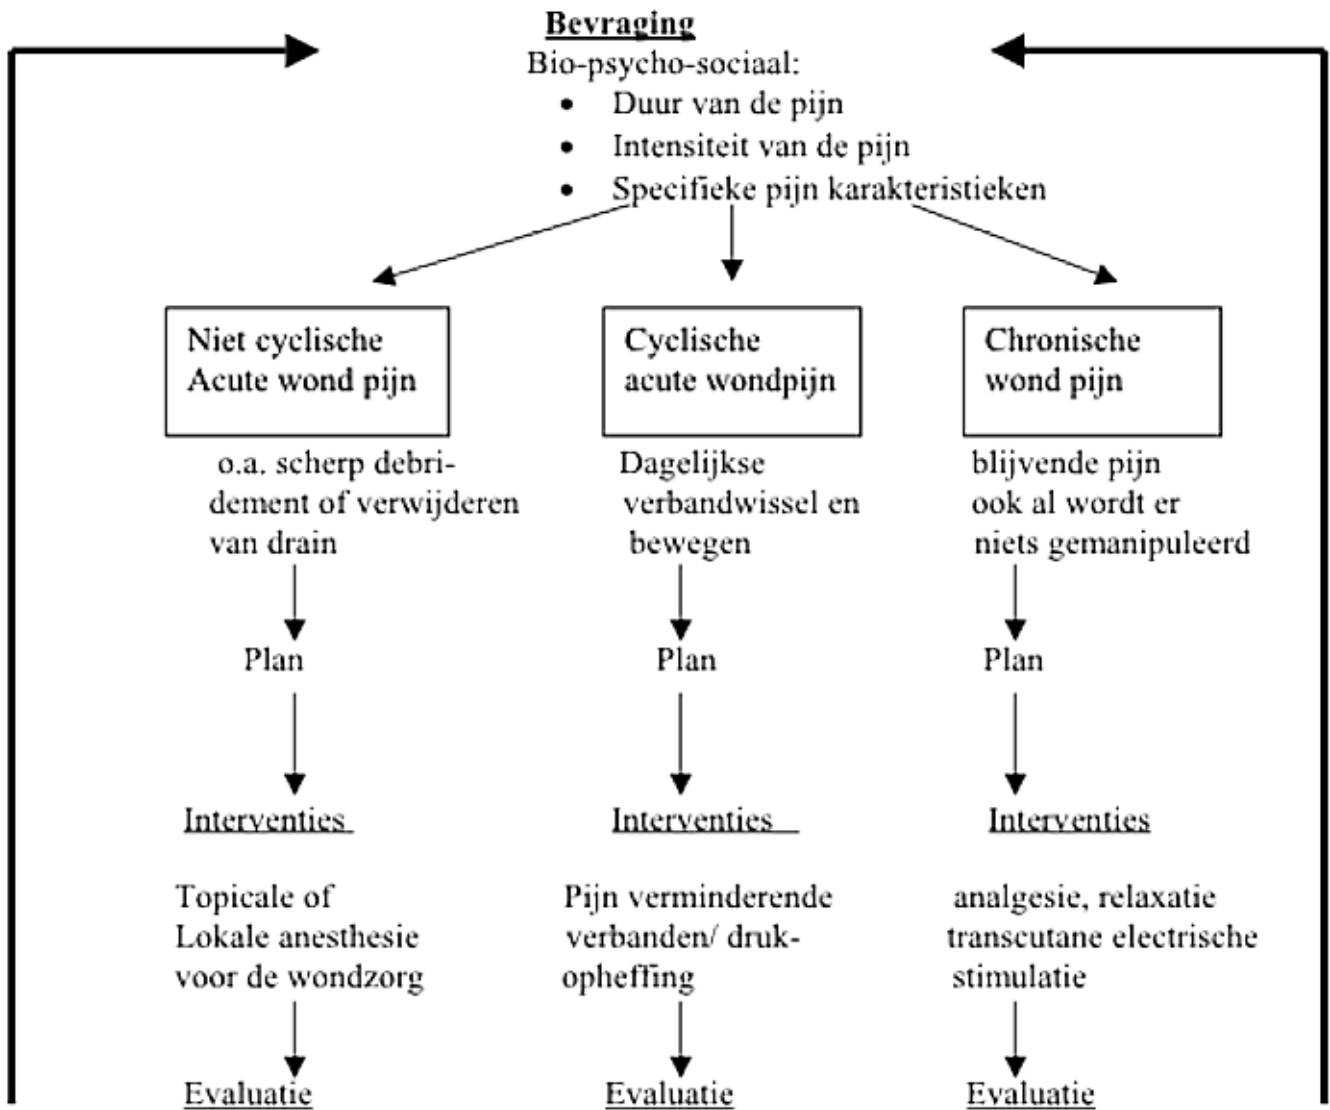 Bevraging
Bio-psycho-sociaal:
• Duur van de pijn
• Intensiteit van de pijn
• Specifieke pijn karakteristieken
Niet cyclische
Acute wond pijn
o.a. scherp debri-
dement of verwijderen
van drain
Plan
Interventies
Topicale of
Lokale anesthesie
voor de wondzorg
Evaluatie
Cyclische
acute wondpijn
Dagelijkse
verbandwissel en
bewegen
Plan
Interventies
Pijn verminderende
verbanden/ druk-
opheffing
Evaluatie
Chronische
wond pijn
blijvende pijn
ook al wordt er
niets gemanipuleerd
Plan
Interventies
analgesie, relaxatie
transcutane electrische
stimulatie
Evaluatie